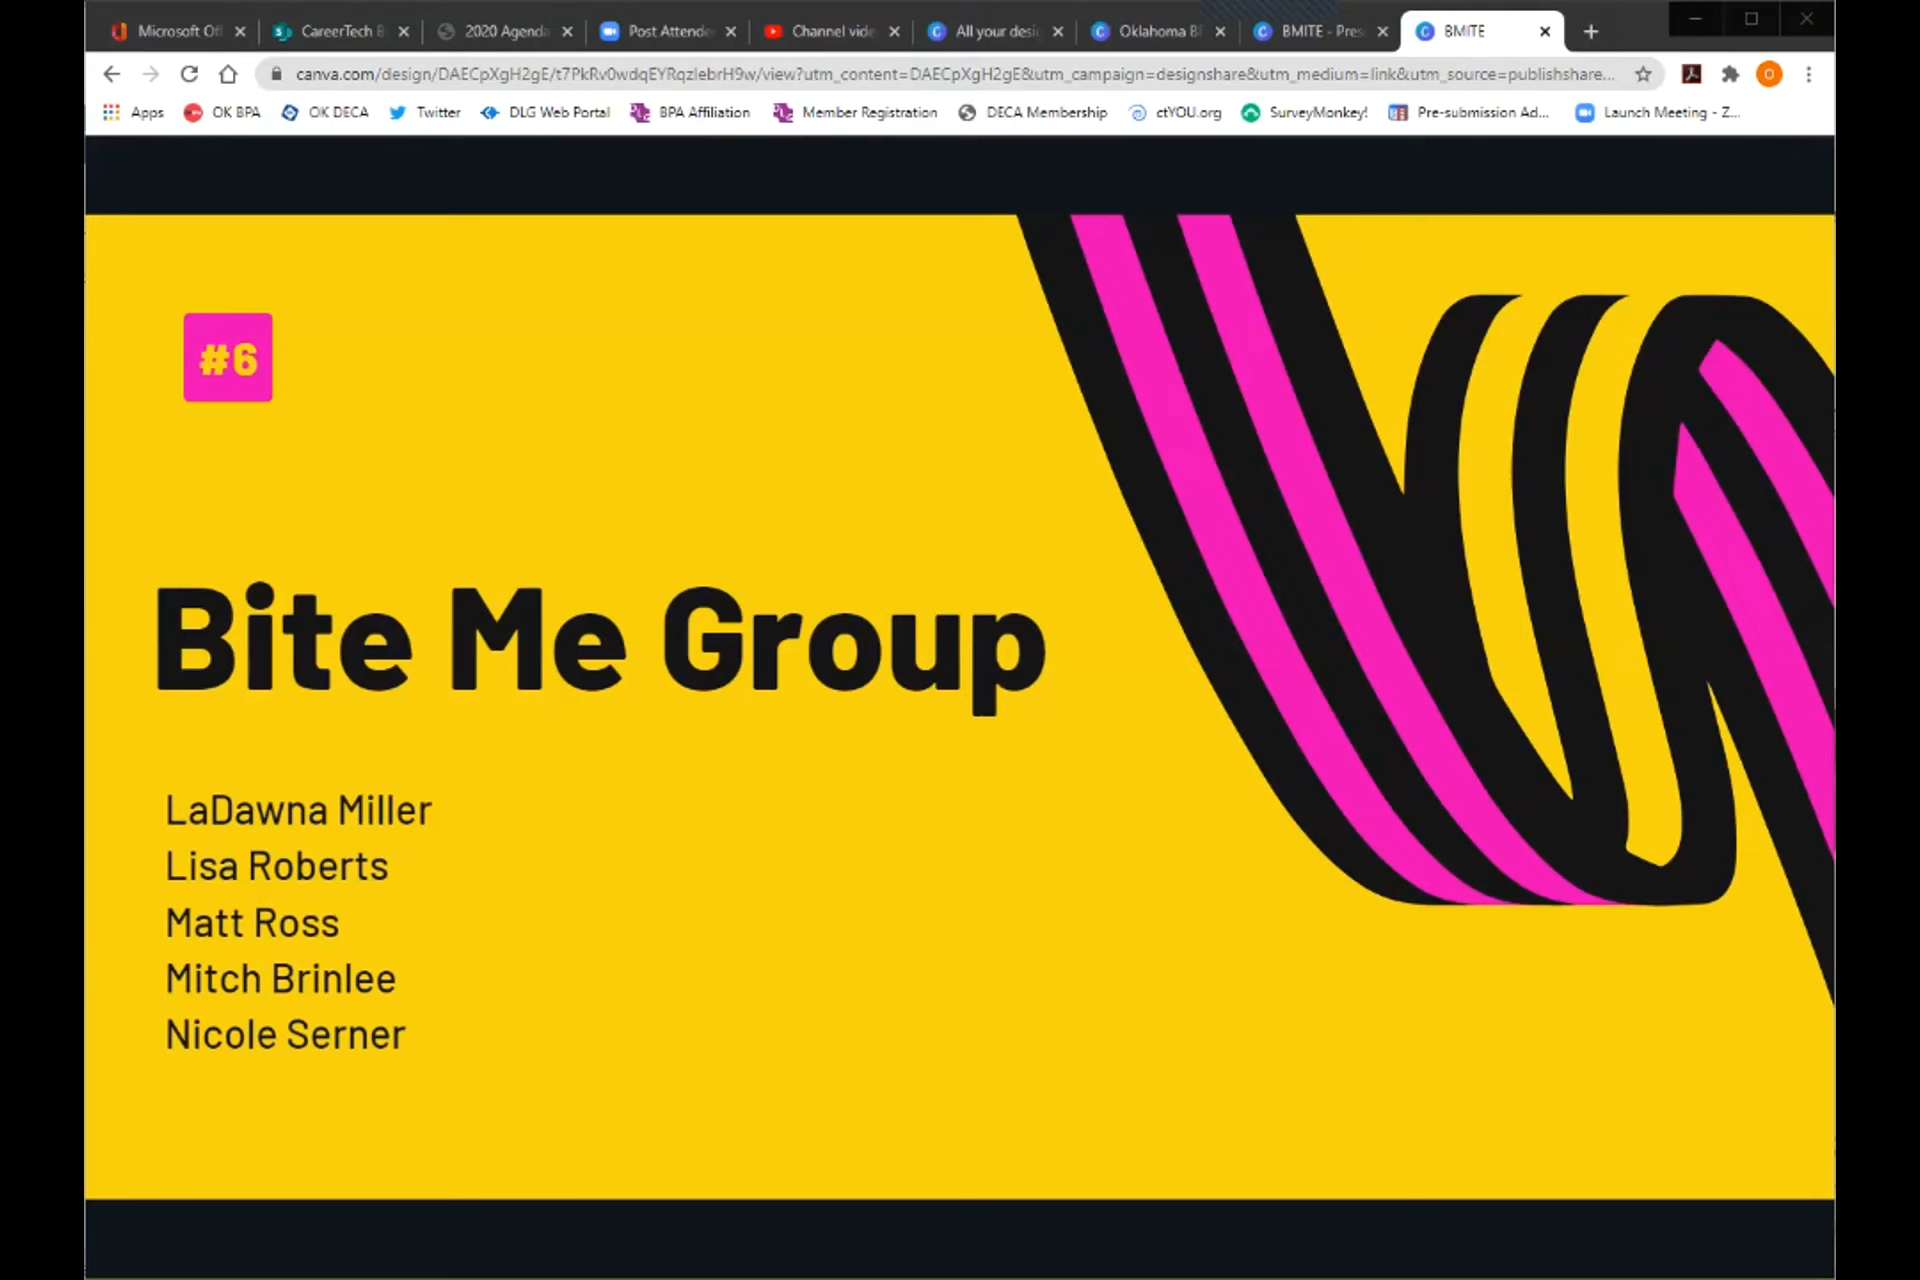 Microsoft Of
CareerTech B
2020 Agenda
Post Attende
Channel vide
All your desi
Oklahoma B
BMITE - Pres
BMITE
canva.com/design/DAECpXgH2gE/t7PkRv0wdqEYRqzlebrH9w/view?utm_content=DAECpXgH2gE&utm_campaign=designshare&utm_medium=link&utm_source=publishshare...
O
Apps
OK BPA
OK DECA
Twitter
DLG Web Portal
BPA Affiliation
Member Registration
DECA Membership
ctYOU.org
SurveyMonkey!
Pre-submission Ad...
Launch Meeting - Z...
#6
Bite Me Group
LaDawna Miller
Lisa Roberts
Matt Ross
Mitch Brinlee
Nicole Serner